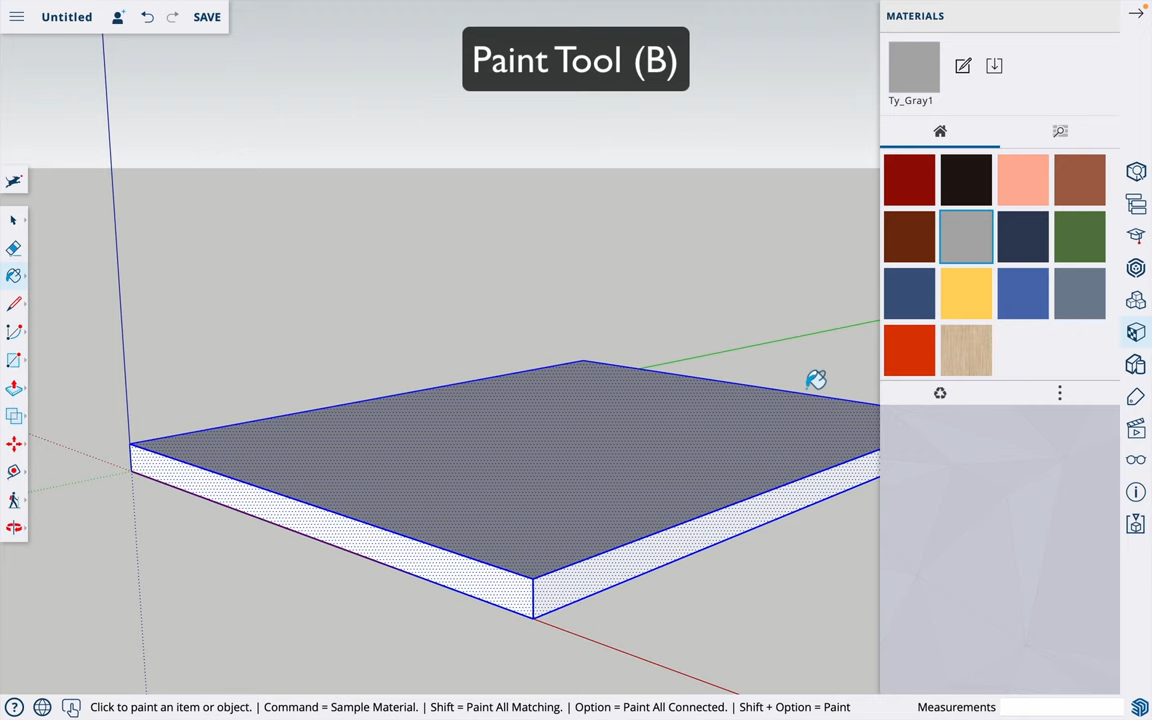 Untitled
SAVE
Paint Tool (B)
MATERIALS
Ty_Gray1
Click to paint an item or object. | Command = Sample Material. | Shift = Paint All Matching. | Option = Paint All Connected. | Shift + Option = Paint
Measurements